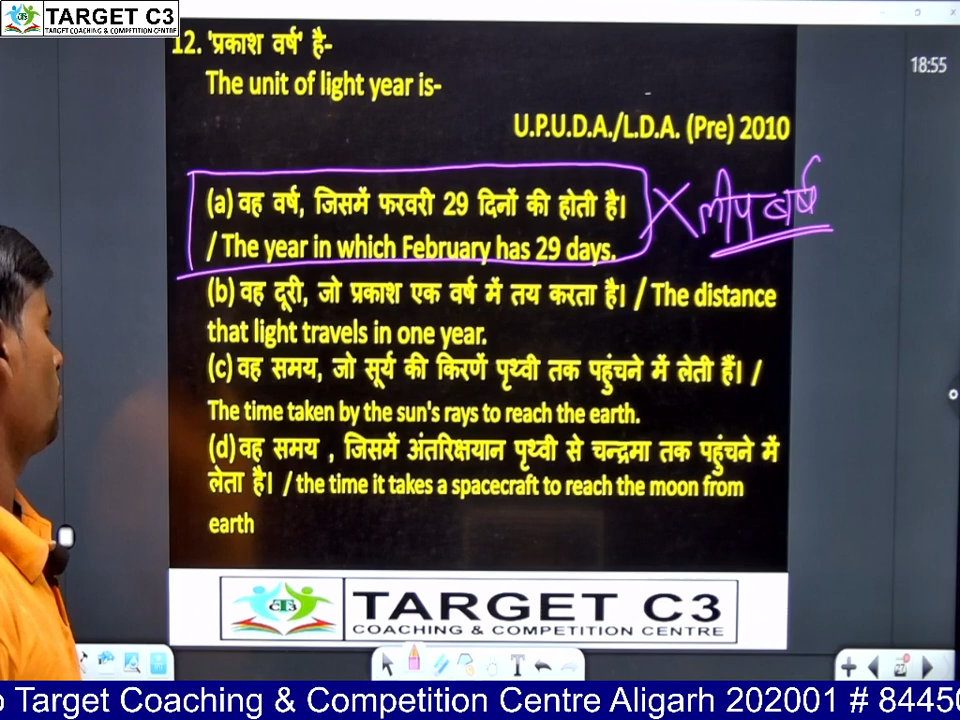 TARGET C3
TARGET COACHING & COMPETITION CENTRE
12. 'प्रकाश वर्ष' है-
The unit of light year is-
18:55
U.P.U.D.A./L.D.A. (Pre) 2010
(a) वह वर्ष, जिसमें फरवरी 29 दिनों की होती है।
/ The year in which February has 29 days.
लीप वर्ष
(b) वह दूरी, जो प्रकाश एक वर्ष में तय करता है। / The distance
that light travels in one year.
(c) वह समय, जो सूर्य की किरणें पृथ्वी तक पहुंचने में लेती हैं। /
The time taken by the sun's rays to reach the earth.
(d) वह समय , जिसमें अंतरिक्षयान पृथ्वी से चन्द्रमा तक पहुंचने में
लेता है। / the time it takes a spacecraft to reach the moon from
earth
CT3
TARGET C3
COACHING & COMPETITION CENTRE
Target Coaching & Competition Centre Aligarh 202001 # 8445